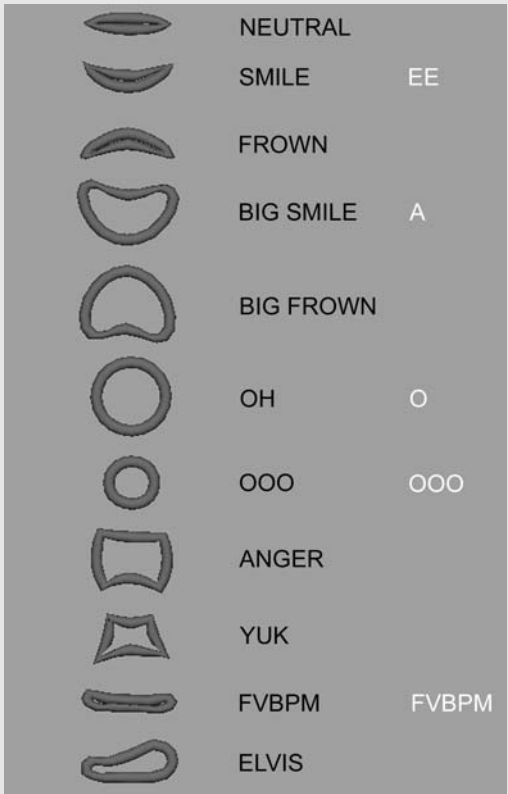 NEUTRAL
SMILE EE
FROWN
BIG SMILE A
BIG FROWN
OH O
OOO OOO
ANGER
YUK
FVBPM FVBPM
ELVIS